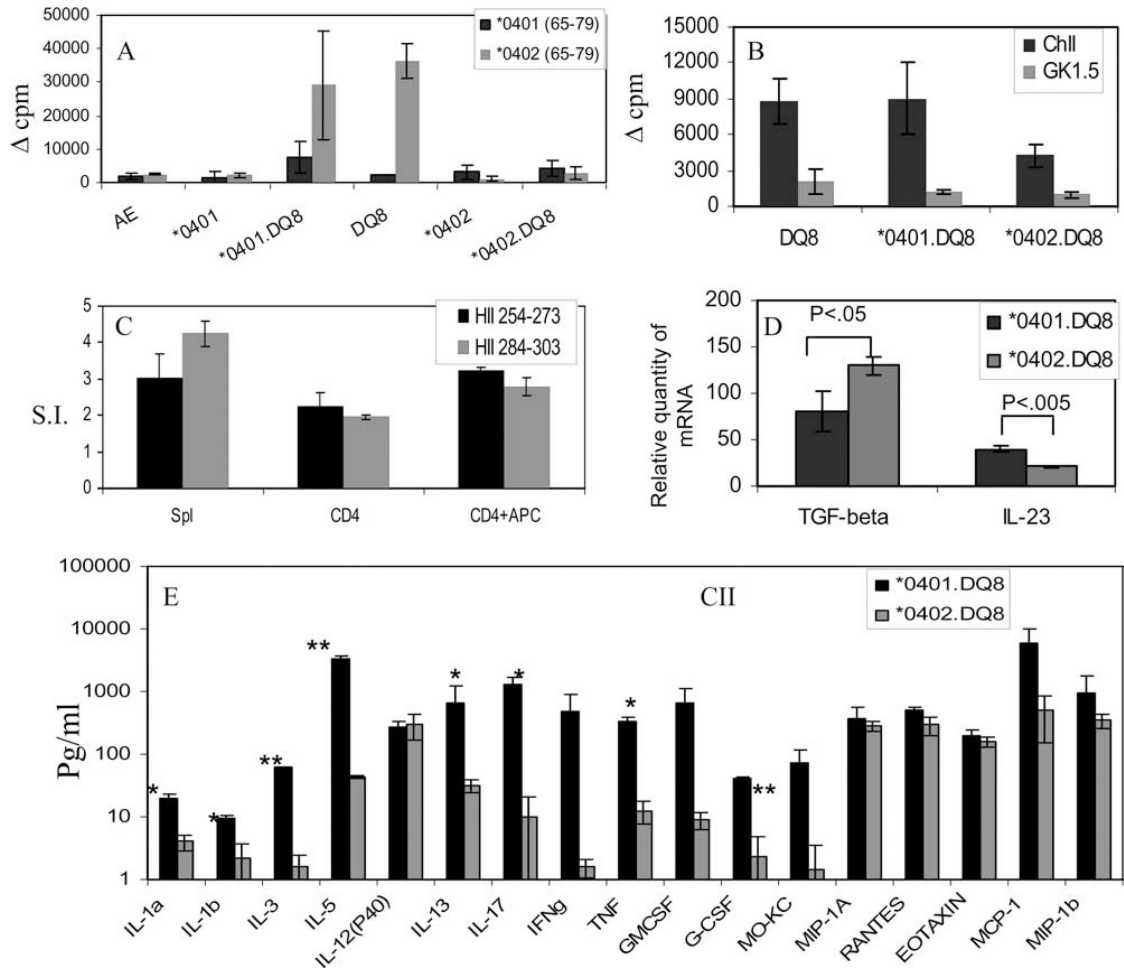 A
Δ cpm
50000
40000
30000
20000
10000
0
*0401 (65-79)
*0402 (65-79)
AE
*0401
*0401.DQ8
DQ8
*0402
*0402.DQ8
B
Δ cpm
15000
12000
9000
6000
3000
0
ChII
GK1.5
DQ8
*0401.DQ8
*0402.DQ8
C
S.I.
5
4
3
2
1
0
HII 254-273
HII 284-303
Spl
CD4
CD4+APC
D
Relative quantity of
mRNA
200
150
100
50
0
*0401.DQ8
*0402.DQ8
P<.05
P<.005
TGF-beta
IL-23
E
CII
Pg/ml
100000
10000
1000
100
10
1
*0401.DQ8
*0402.DQ8
*
*
**
**
*
*
*
**
IL-1a
IL-1b
IL-3
IL-5
IL-12(P40)
IL-13
IL-17
IFNg
TNF
GMCSF
G-CSF
MO-KC
MIP-1A
RANTES
EOTAXIN
MCP-1
MIP-1b